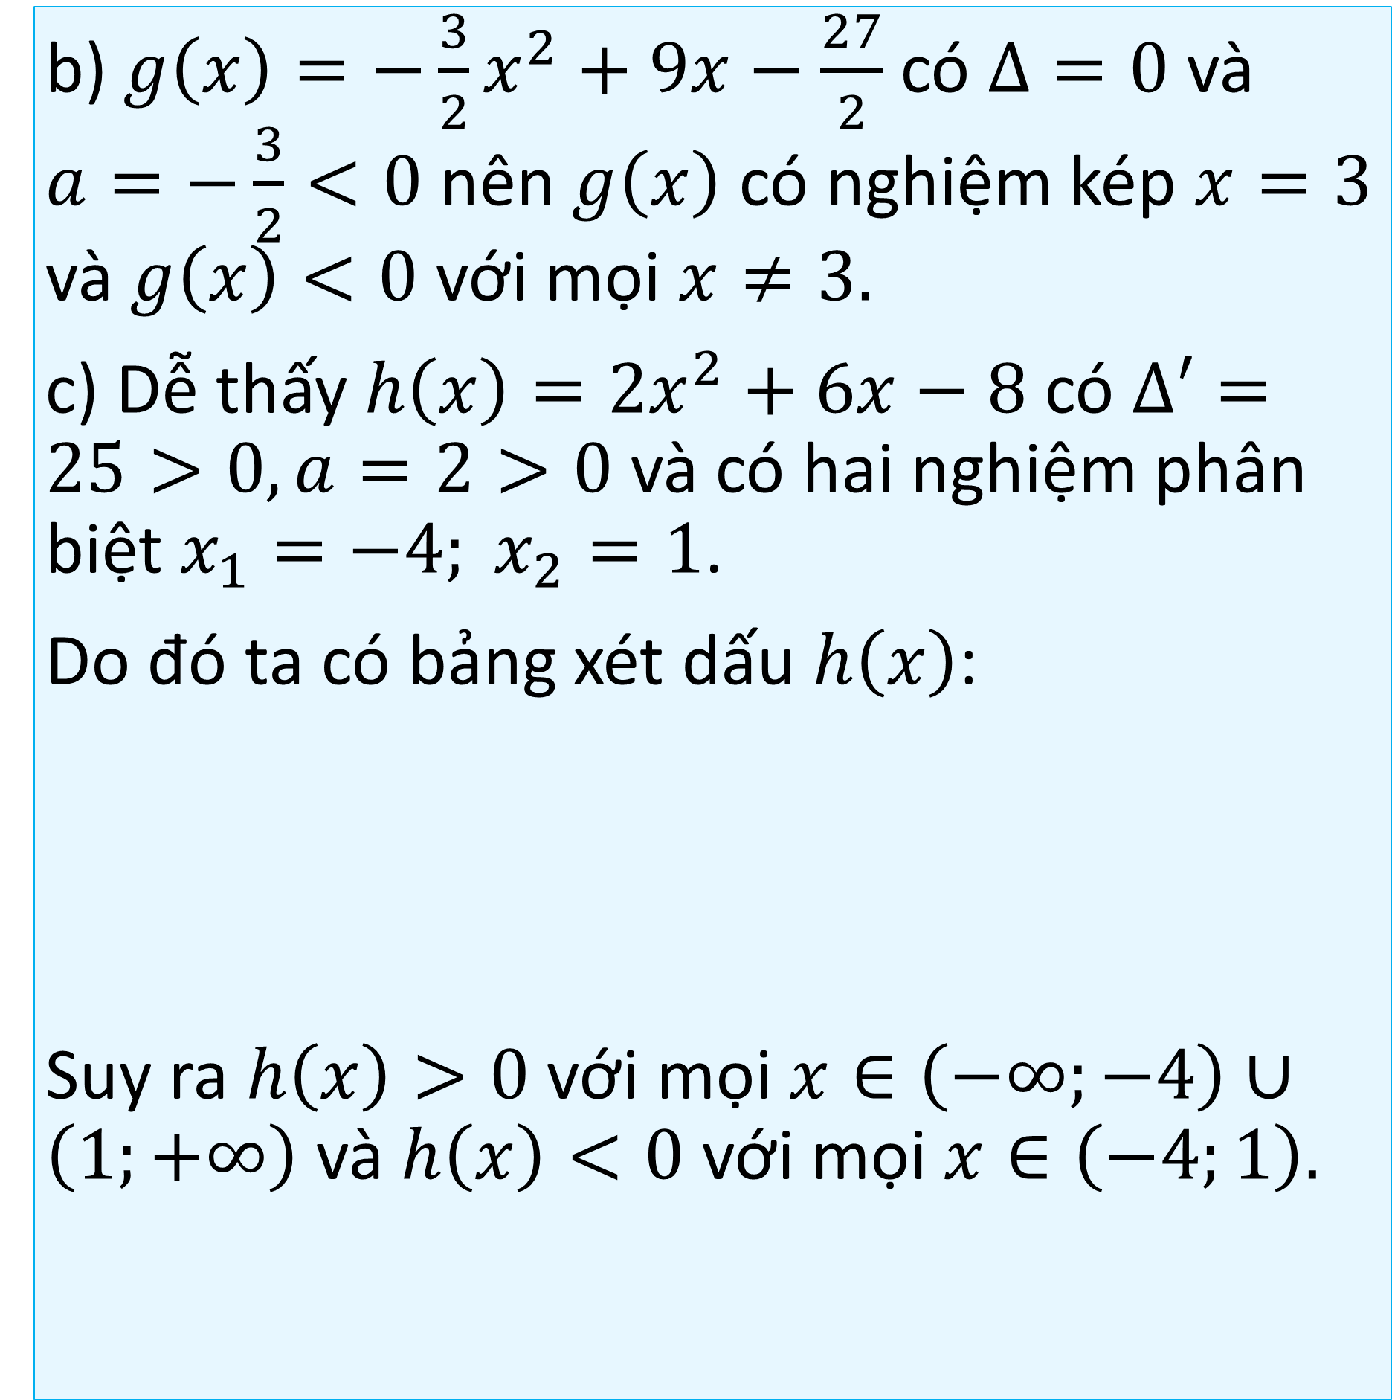 b) g(x) = −3/2 x² + 9x − 27/2 có Δ = 0 và
a = −3/2 < 0 nên g(x) có nghiệm kép x = 3
và g(x) < 0 với mọi x ≠ 3.
c) Dễ thấy h(x) = 2x² + 6x − 8 có Δ′ =
25 > 0, a = 2 > 0 và có hai nghiệm phân
biệt x₁ = −4; x₂ = 1.
Do đó ta có bảng xét dấu h(x):
Suy ra h(x) > 0 với mọi x ∈ (−∞; −4) ∪
(1; +∞) và h(x) < 0 với mọi x ∈ (−4; 1).